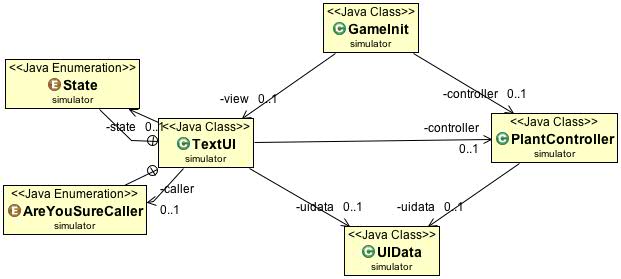 <<Java Class>>
GameInit
simulator
<<Java Enumeration>>
State
simulator
-view 0..1
-controller 0..1
-state 0..1
<<Java Class>>
TextUI
simulator
-controller
0..1
<<Java Class>>
PlantController
simulator
<<Java Enumeration>>
AreYouSureCaller
simulator
-caller
0..1
-uidata 0..1
-uidata 0..1
<<Java Class>>
UIData
simulator